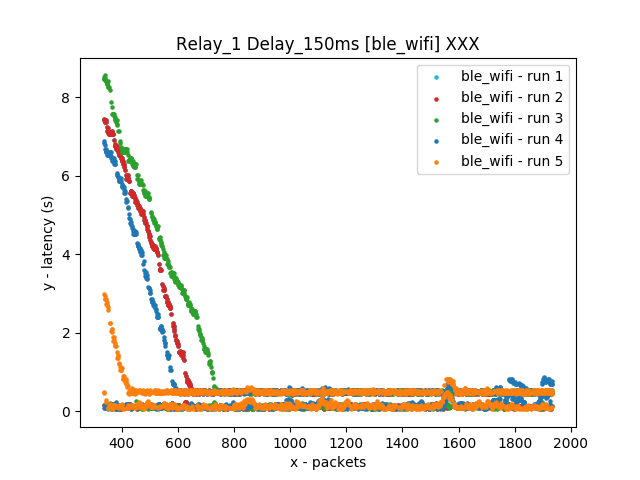 Relay_1 Delay_150ms [ble_wifi] XXX
ble_wifi - run 1
ble_wifi - run 2
ble_wifi - run 3
ble_wifi - run 4
ble_wifi - run 5
y - latency (s)
8
6
4
2
0
400 600 800 1000 1200 1400 1600 1800 2000
x - packets